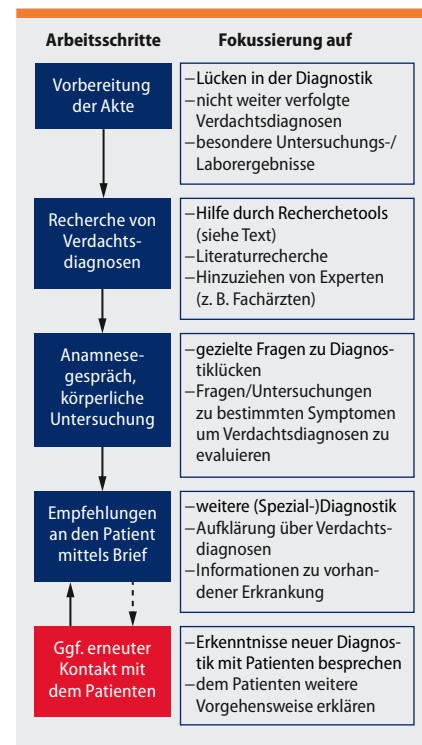 Arbeitsschritte
Fokussierung auf
Vorbereitung
der Akte
–Lücken in der Diagnostik
–nicht weiter verfolgte
Verdachtsdiagnosen
–besondere Untersuchungs-/
Laborergebnisse
Recherche von
Verdachts-
diagnosen
–Hilfe durch Recherchetools
(siehe Text)
–Literaturrecherche
–Hinzuziehen von Experten
(z. B. Fachärzten)
Anamnese-
gespräch,
körperliche
Untersuchung
–gezielte Fragen zu Diagnos-
tiklücken
–Fragen/Untersuchungen
zu bestimmten Symptomen
um Verdachtsdiagnosen zu
evaluieren
Empfehlungen
an den Patient
mittels Brief
–weitere (Spezial-)Diagnostik
–Aufklärung über Verdachts-
diagnosen
–Informationen zu vorhan-
dener Erkrankung
Ggf. erneuter
Kontakt mit
dem Patienten
–Erkenntnisse neuer Diagnos-
tik mit Patienten besprechen
–dem Patienten weitere
Vorgehensweise erklären